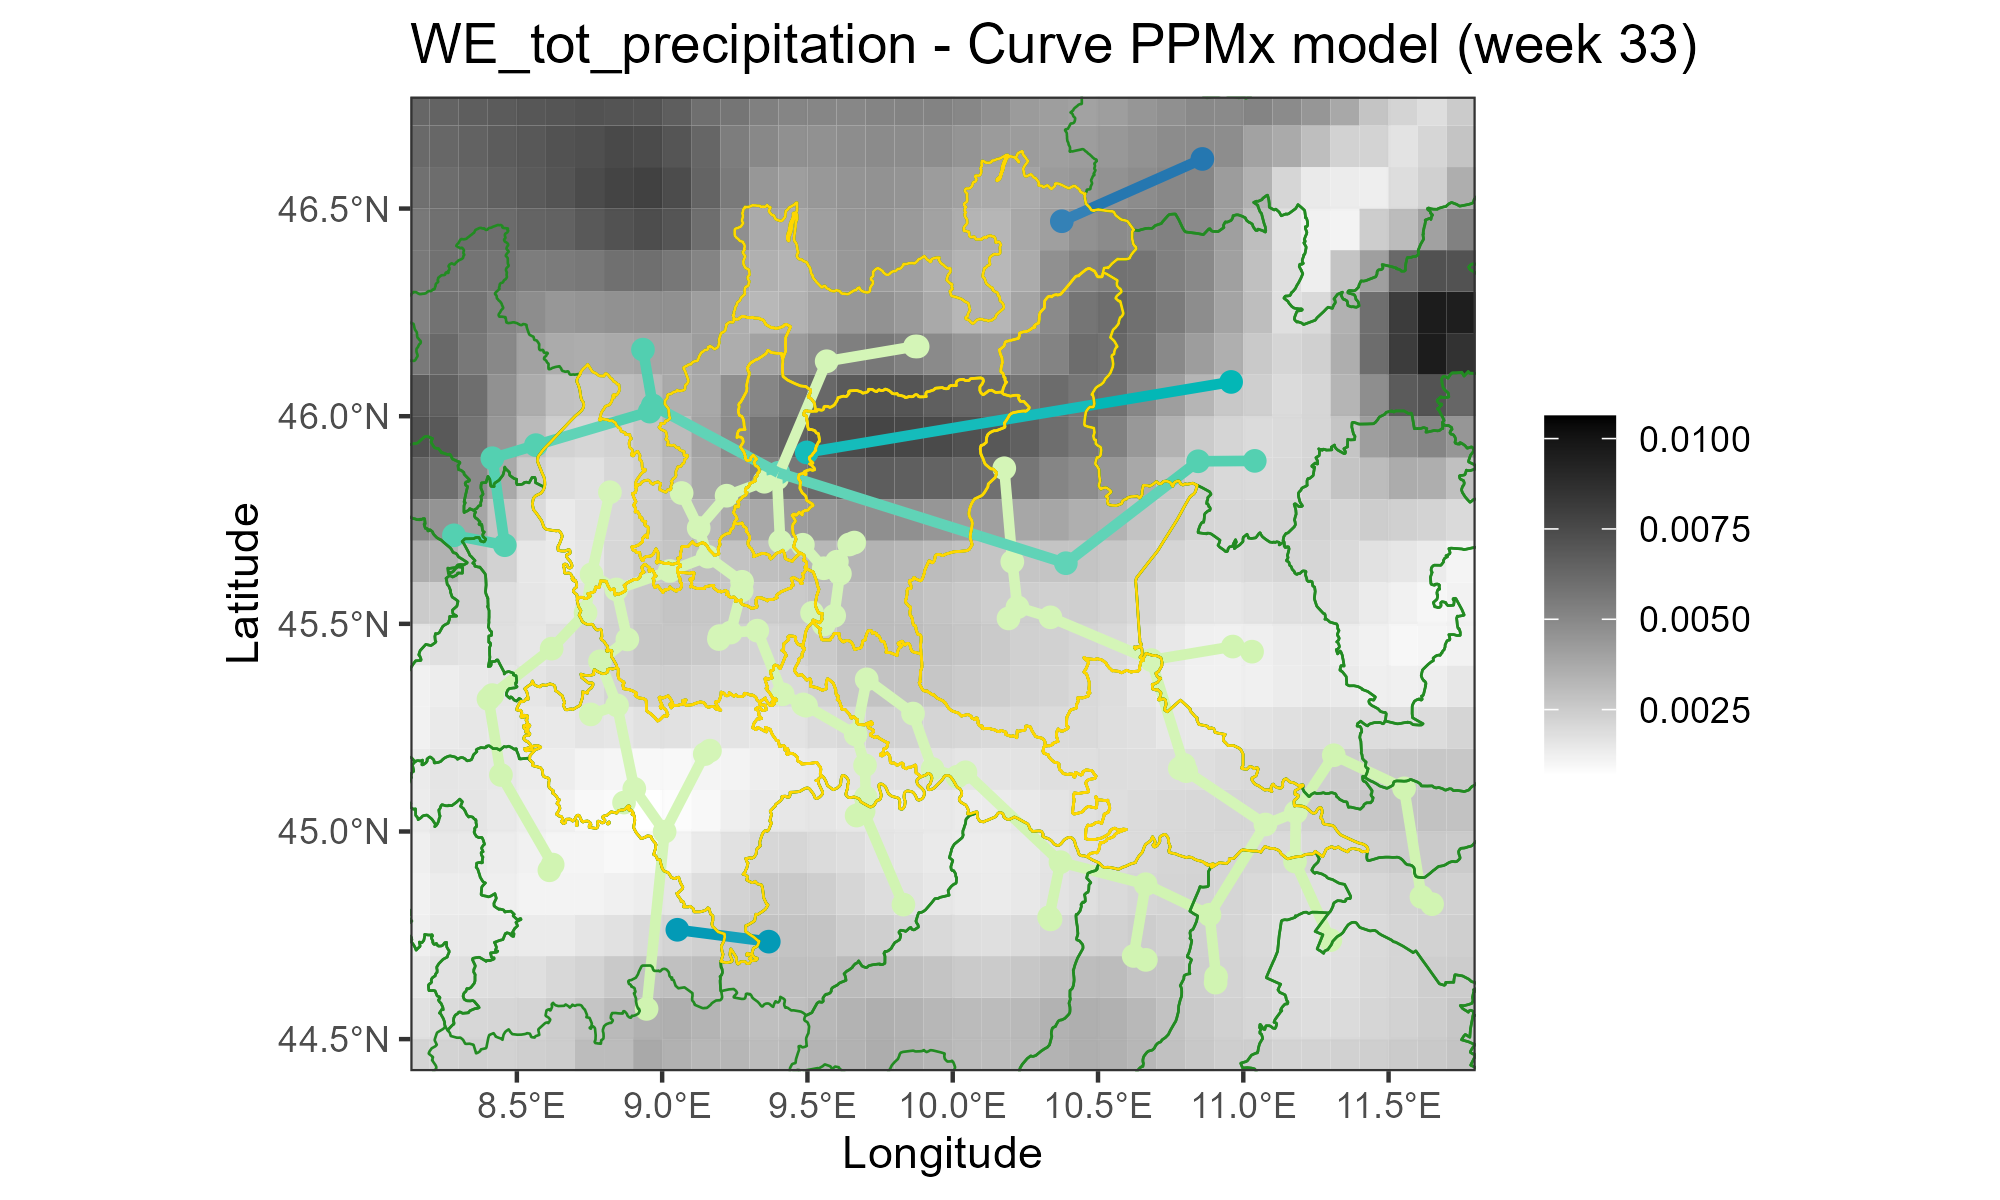 WE_tot_precipitation - Curve PPMx model (week 33)
46.5°N
46.0°N
45.5°N
45.0°N
44.5°N
Latitude
8.5°E
9.0°E
9.5°E
10.0°E
10.5°E
11.0°E
11.5°E
Longitude
0.0100
0.0075
0.0050
0.0025